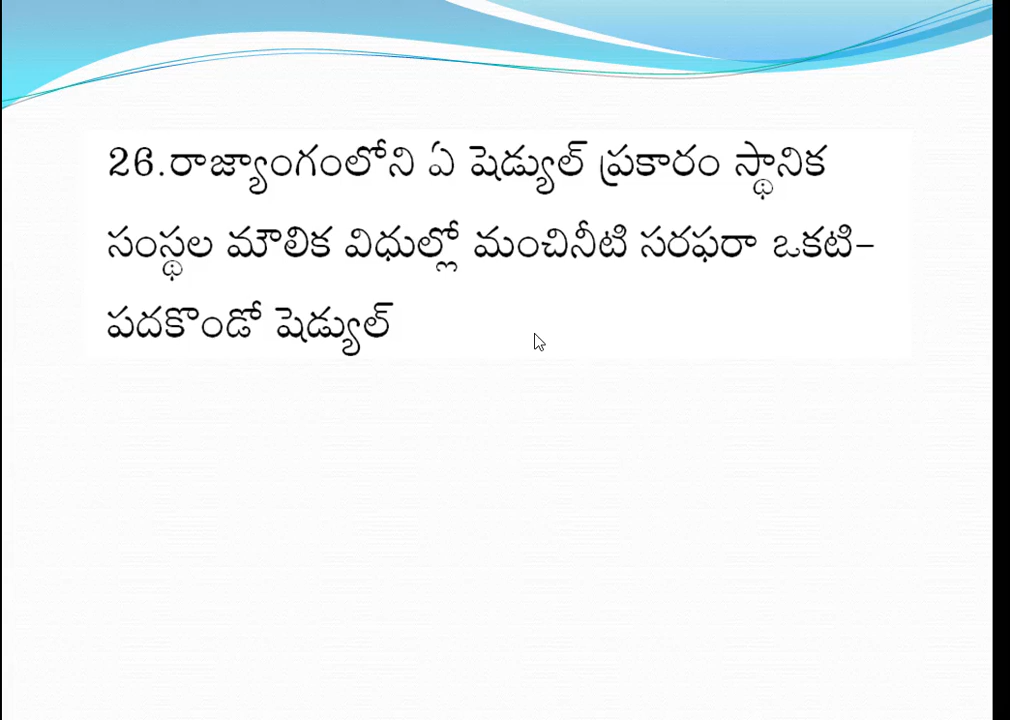 26.రాజ్యాంగంలోని ఏ షెడ్యుల్ ప్రకారం స్థానిక
సంస్థల మౌలిక విధుల్లో మంచినీటి సరఫరా ఒకటి-
పదకొండో షెడ్యుల్